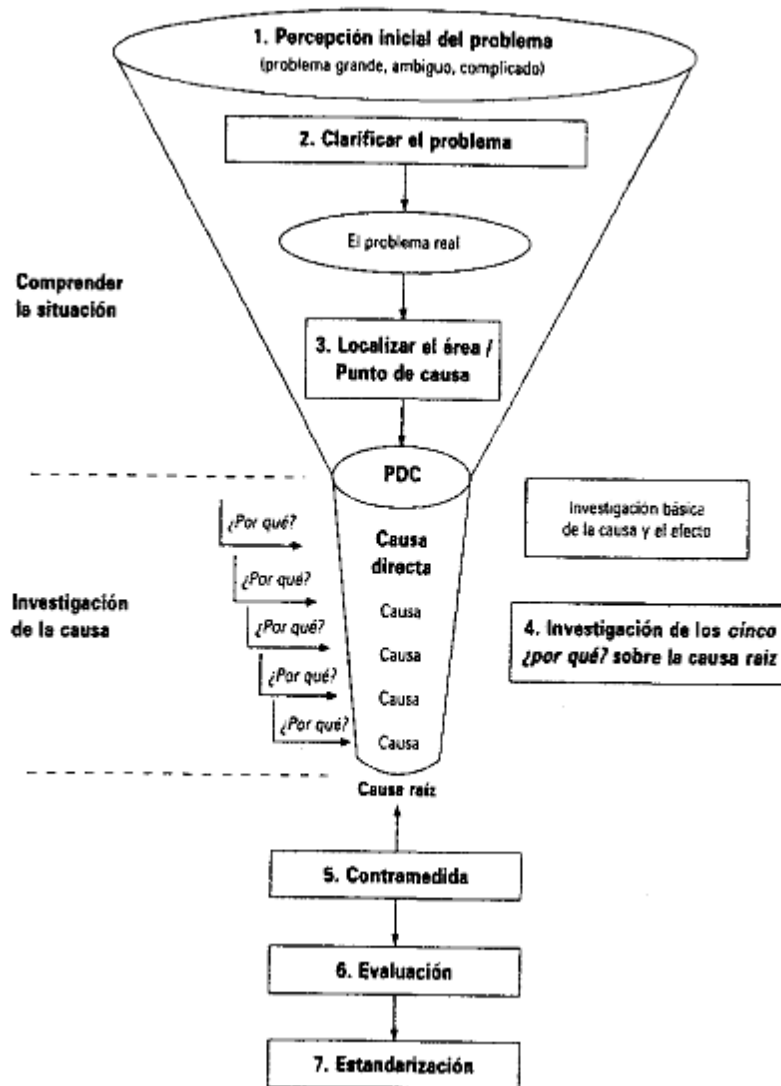 1. Percepción inicial del problema
(problema grande, ambiguo, complicado)
2. Clarificar el problema
El problema real
Comprender
la situación
3. Localizar el área /
Punto de causa
PDC
¿Por qué?
Causa
directa
Investigación básica
de la causa y el efecto
¿Por qué?
Causa
Investigación
de la causa
¿Por qué?
Causa
4. Investigación de los cinco
¿por qué? sobre la causa raiz
¿Por qué?
Causa
¿Por qué?
Causa
Causa raíz
5. Contramedida
6. Evaluación
7. Estandarización